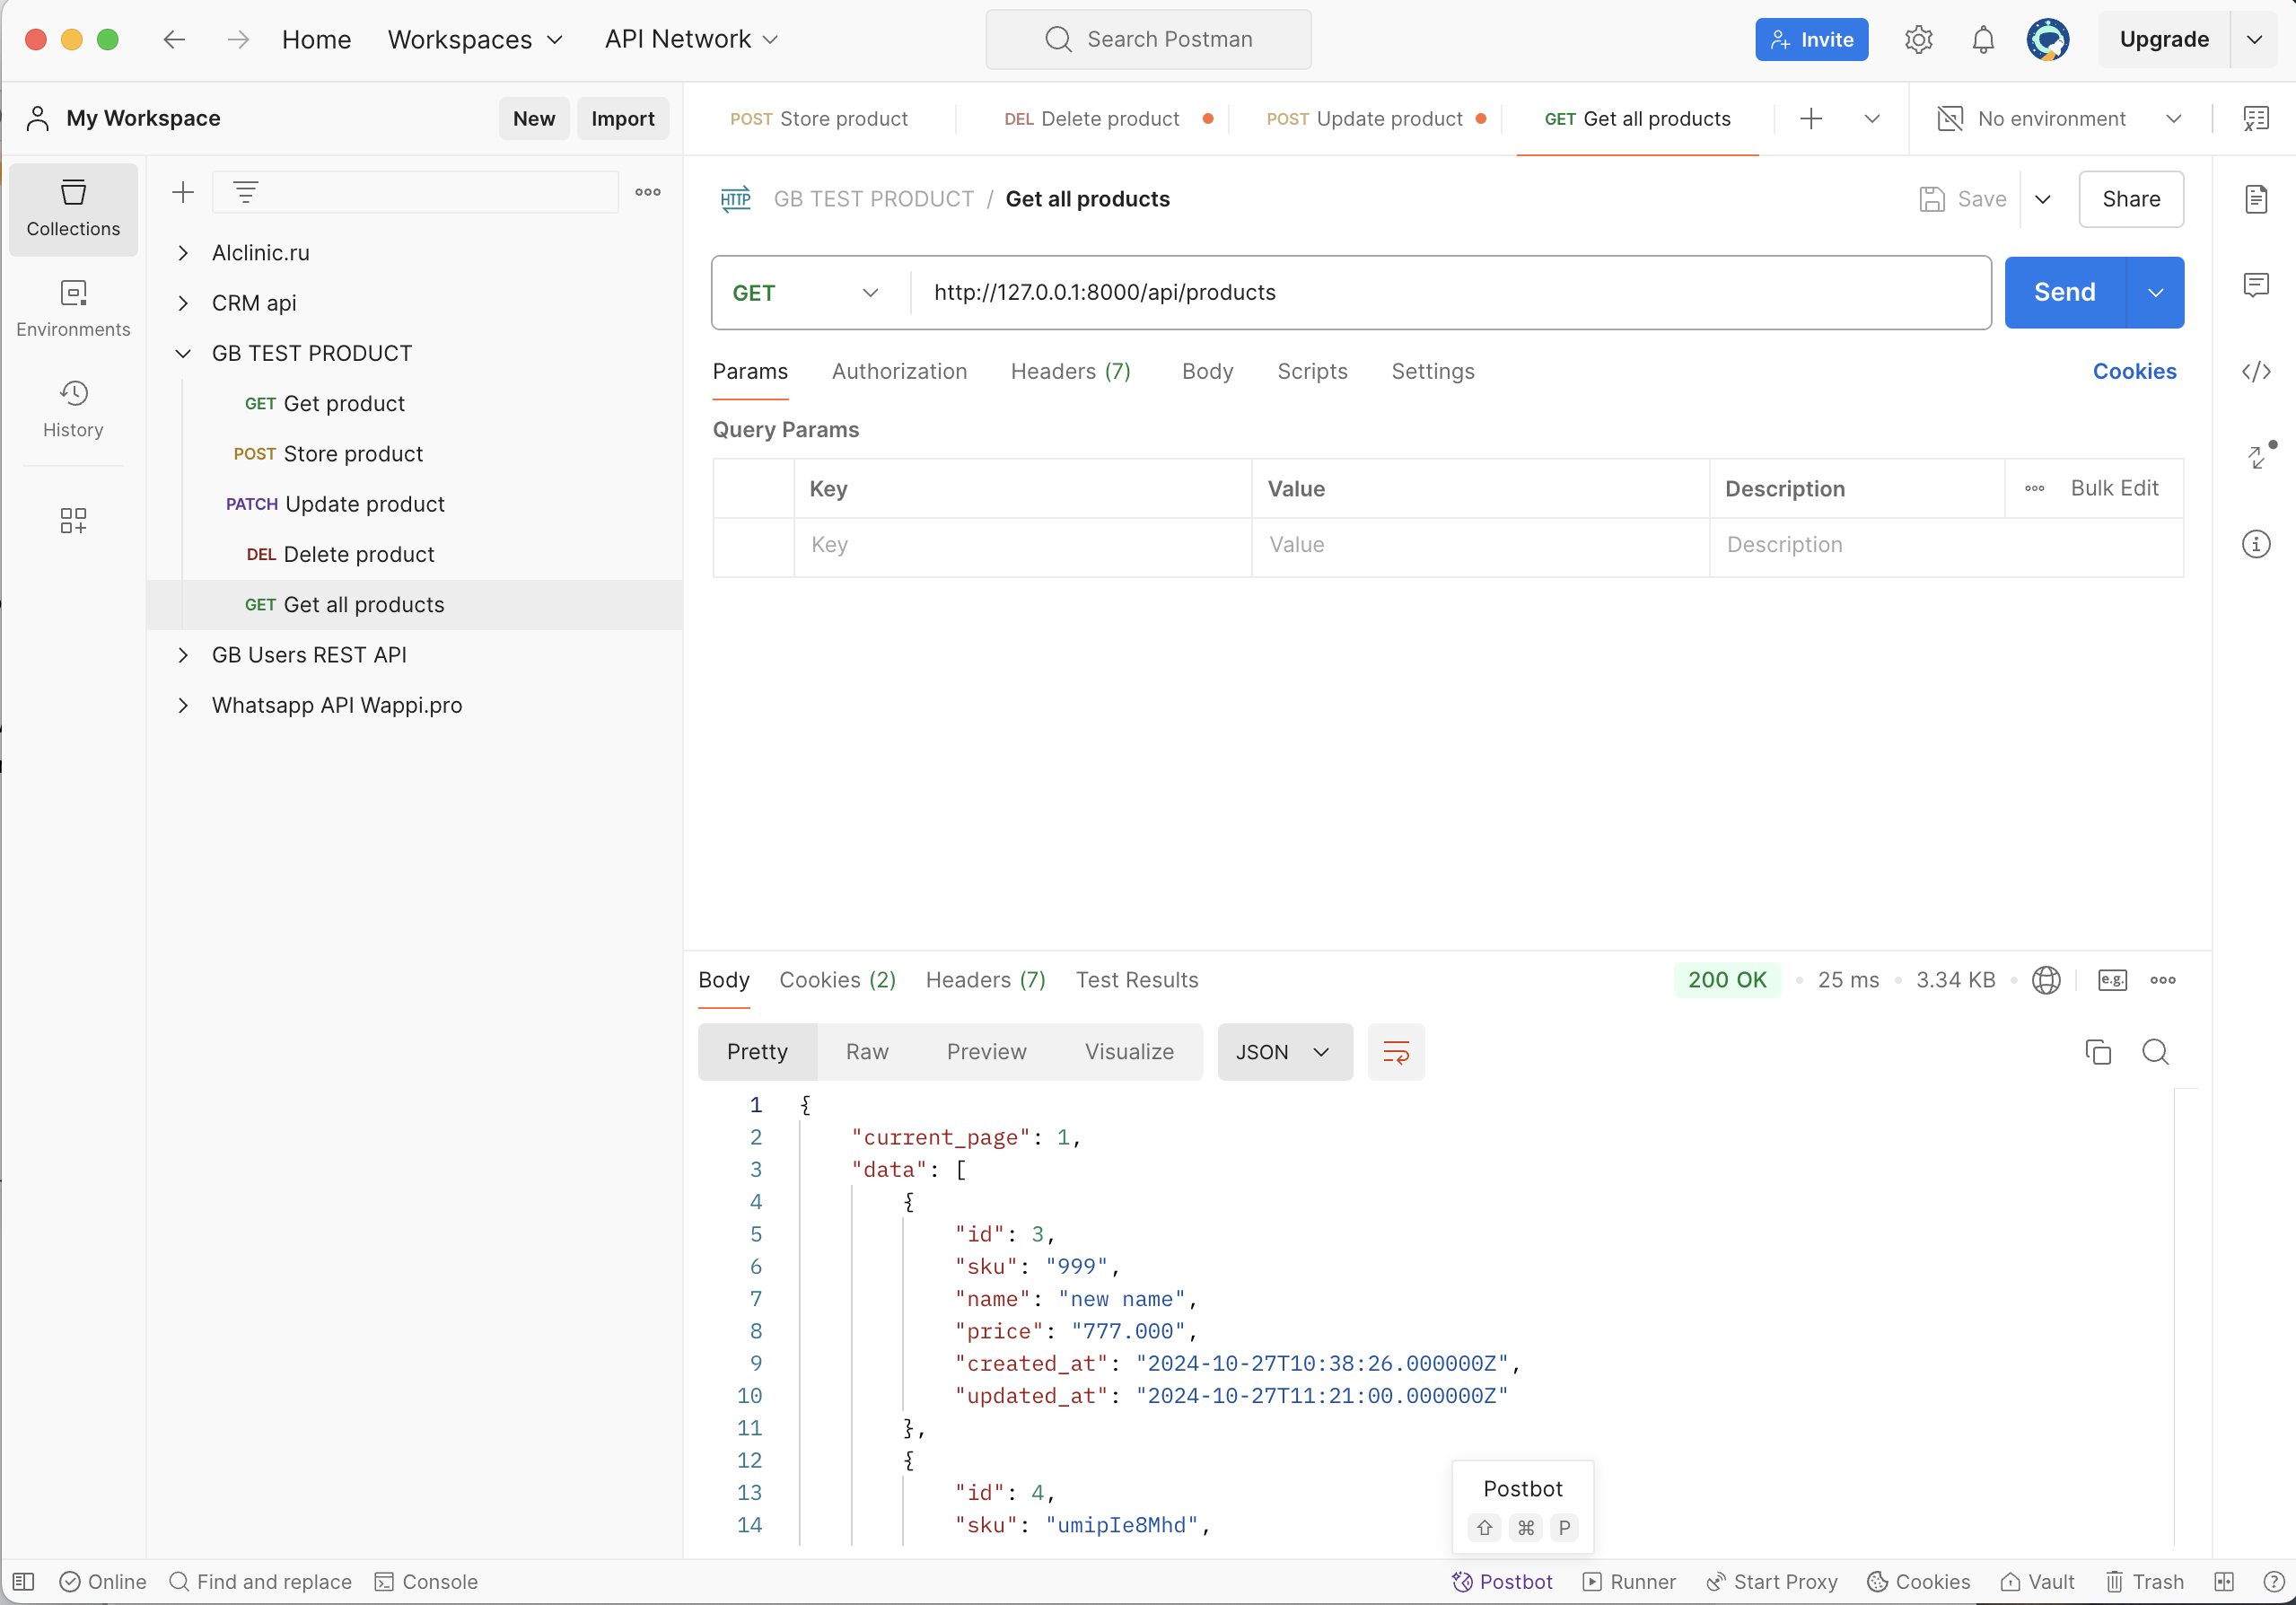 Home
Workspaces
API Network
Search Postman
Invite
Upgrade
My Workspace
New
Import
POST Store product
DEL Delete product
POST Update product
GET Get all products
No environment
Collections
Environments
History
Alclinic.ru
CRM api
GB TEST PRODUCT
GET Get product
POST Store product
PATCH Update product
DEL Delete product
GET Get all products
GB Users REST API
Whatsapp API Wappi.pro
HTTP GB TEST PRODUCT / Get all products
Save
Share
GET http://127.0.0.1:8000/api/products
Send
Params Authorization Headers (7) Body Scripts Settings
Cookies
Query Params
Key Value Description Bulk Edit
Key Value Description
Body Cookies (2) Headers (7) Test Results
200 OK 25 ms 3.34 KB e.g.
Pretty Raw Preview Visualize JSON
1 {
2 "current_page": 1,
3 "data": [
4 {
5 "id": 3,
6 "sku": "999",
7 "name": "new name",
8 "price": "777.000",
9 "created_at": "2024-10-27T10:38:26.000000Z",
10 "updated_at": "2024-10-27T11:21:00.000000Z"
11 },
12 {
13 "id": 4,
14 "sku": "umipIe8Mhd",
Postbot
⇧ ⌘ P
Online Find and replace Console
Postbot Runner Start Proxy Cookies Vault Trash